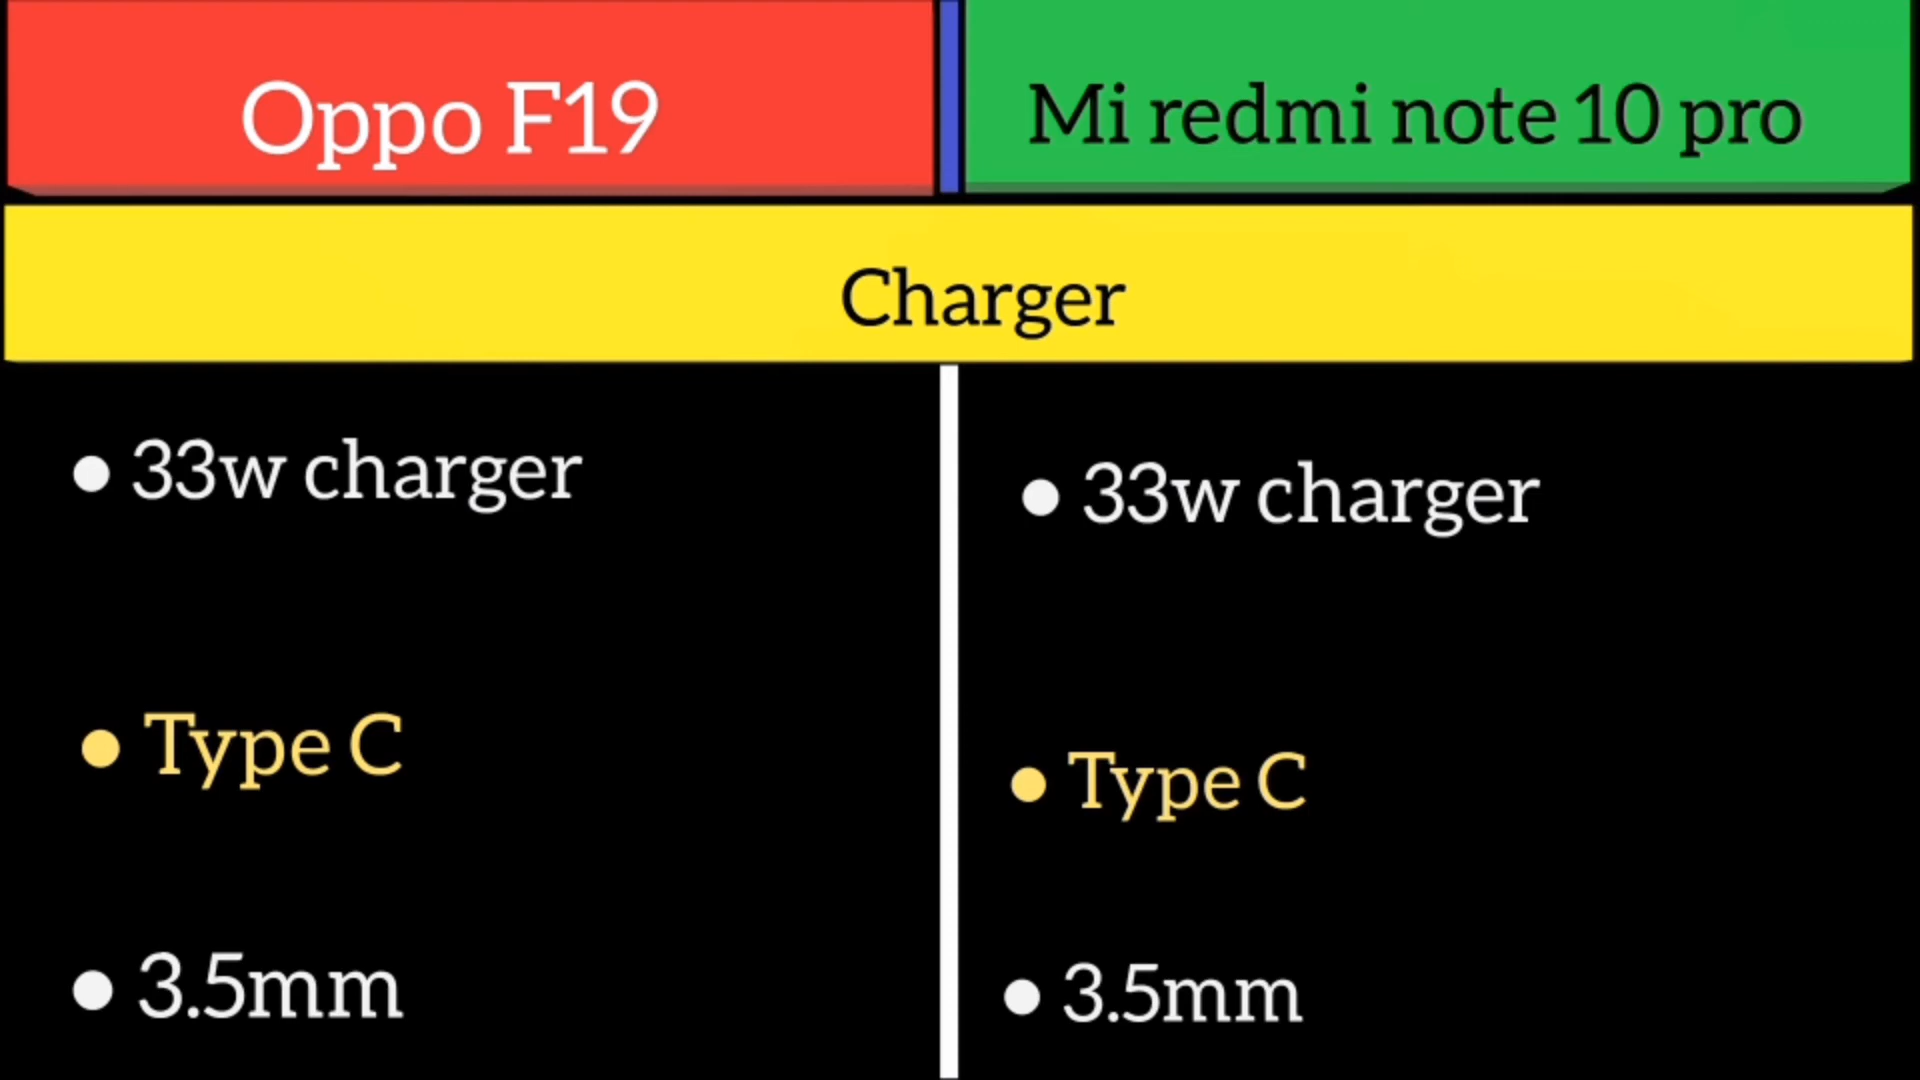 Oppo F19
Mi redmi note 10 pro
Charger
• 33w charger
• 33w charger
• Type C
• Type C
• 3.5mm
• 3.5mm